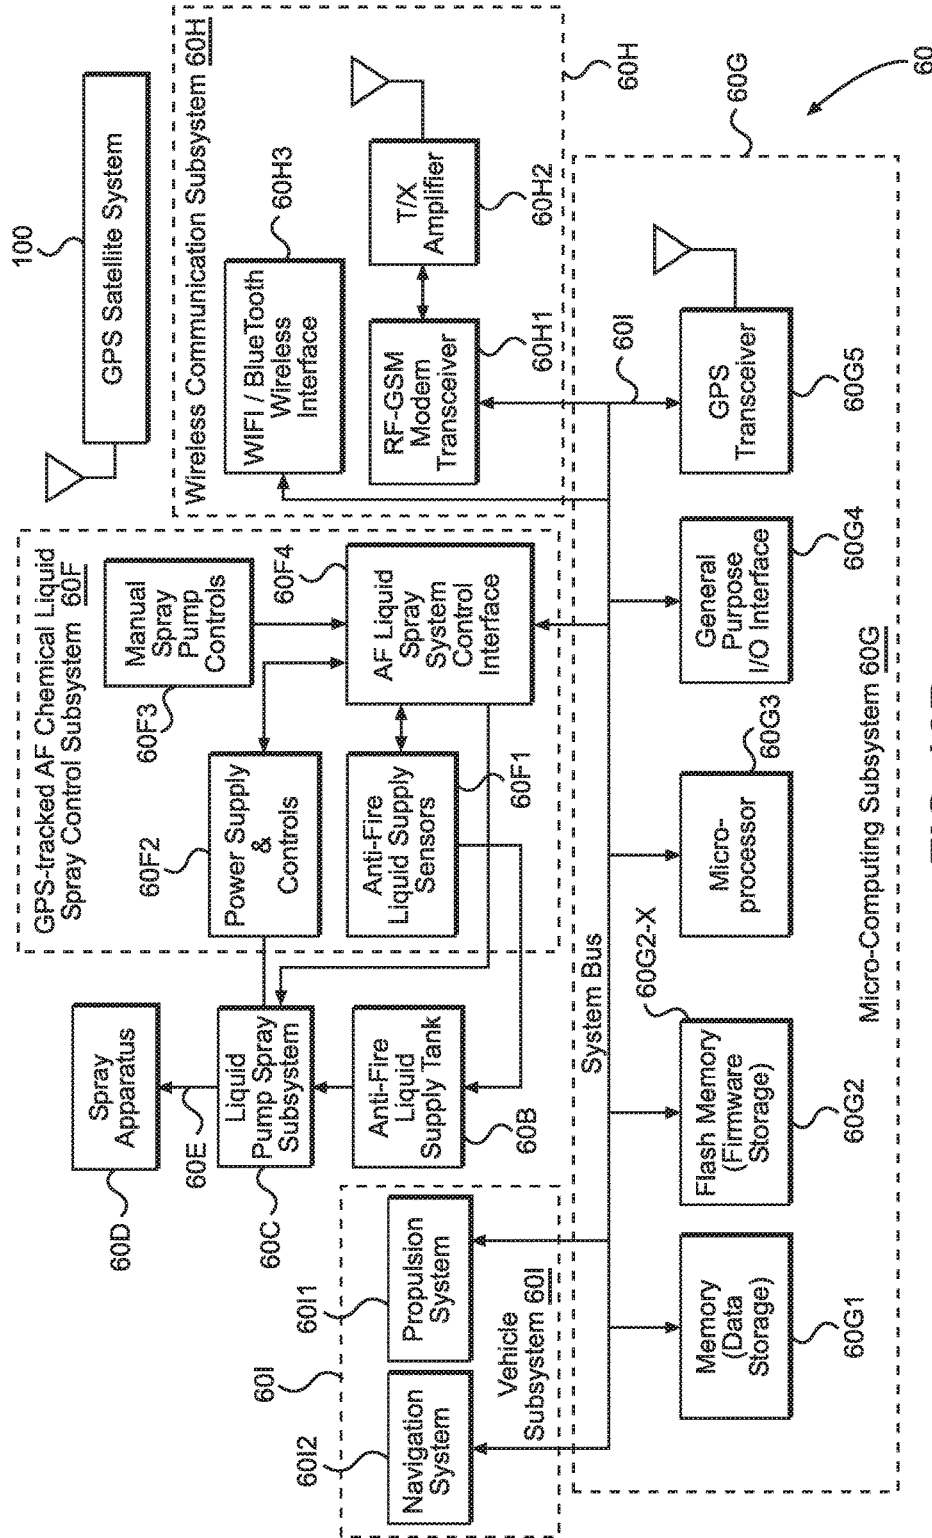 100
GPS Satellite System
Wireless Communication Subsystem 60H
60H3
WIFI / BlueTooth
Wireless
Interface
T/X
Amplifier
60H2
RF-GSM
Modem
Transceiver
60H1
60H
GPS-tracked AF Chemical Liquid
Spray Control Subsystem 60F
Manual
Spray
Pump
Controls
60F3
60F4
AF Liquid
Spray
System
Control
Interface
60F2
Power Supply
&
Controls
Anti-Fire
Liquid Supply
Sensors
60F1
Spray
Apparatus
60D
60E
Liquid
Pump Spray
Subsystem
60C
Anti-Fire
Liquid
Supply Tank
60B
60I
60I1
Propulsion
System
60I2
Navigation
System
Vehicle
Subsystem 60I
System Bus
60I
60G
60
GPS
Transceiver
60G5
General
Purpose
I/O Interface
60G4
60G3
Micro-
processor
60G2-X
Flash Memory
(Firmware
Storage)
60G2
Memory
(Data
Storage)
60G1
Micro-Computing Subsystem 60G